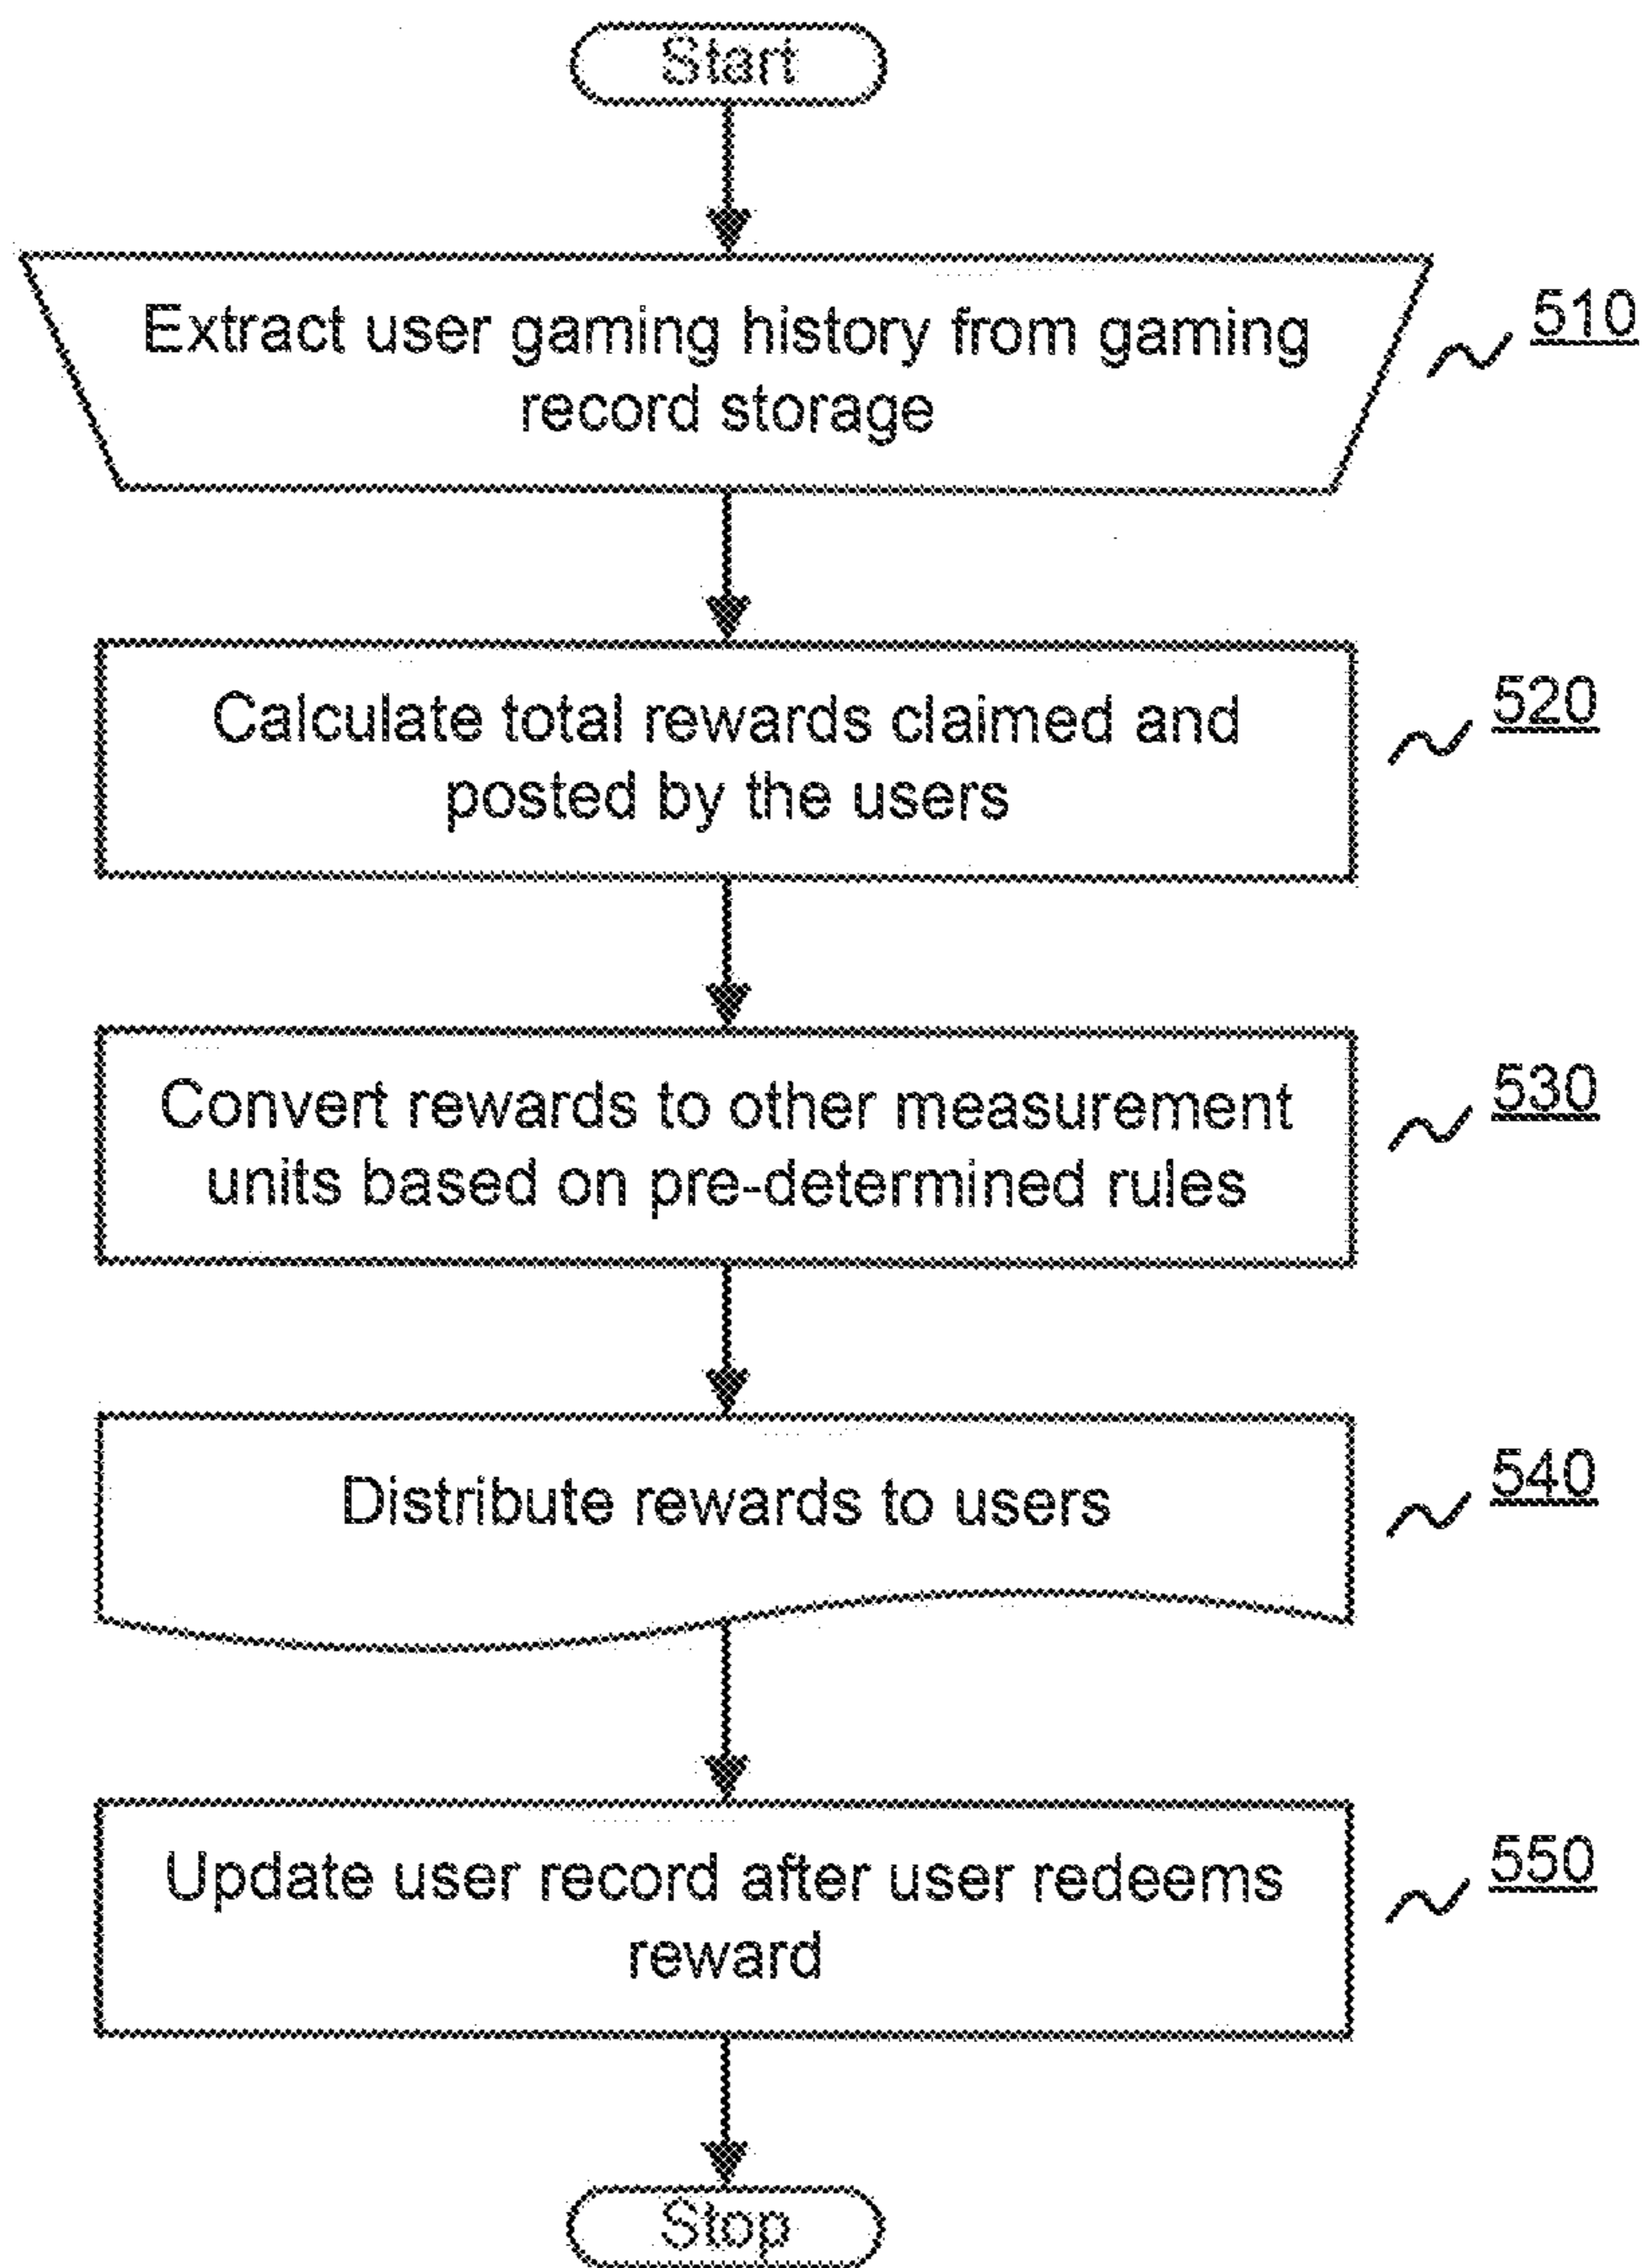 Start
Extract user gaming history from gaming
record storage
510
Calculate total rewards claimed and
posted by the users
520
Convert rewards to other measurement
units based on pre-determined rules
530
Distribute rewards to users
540
Update user record after user redeems
reward
550
Stop